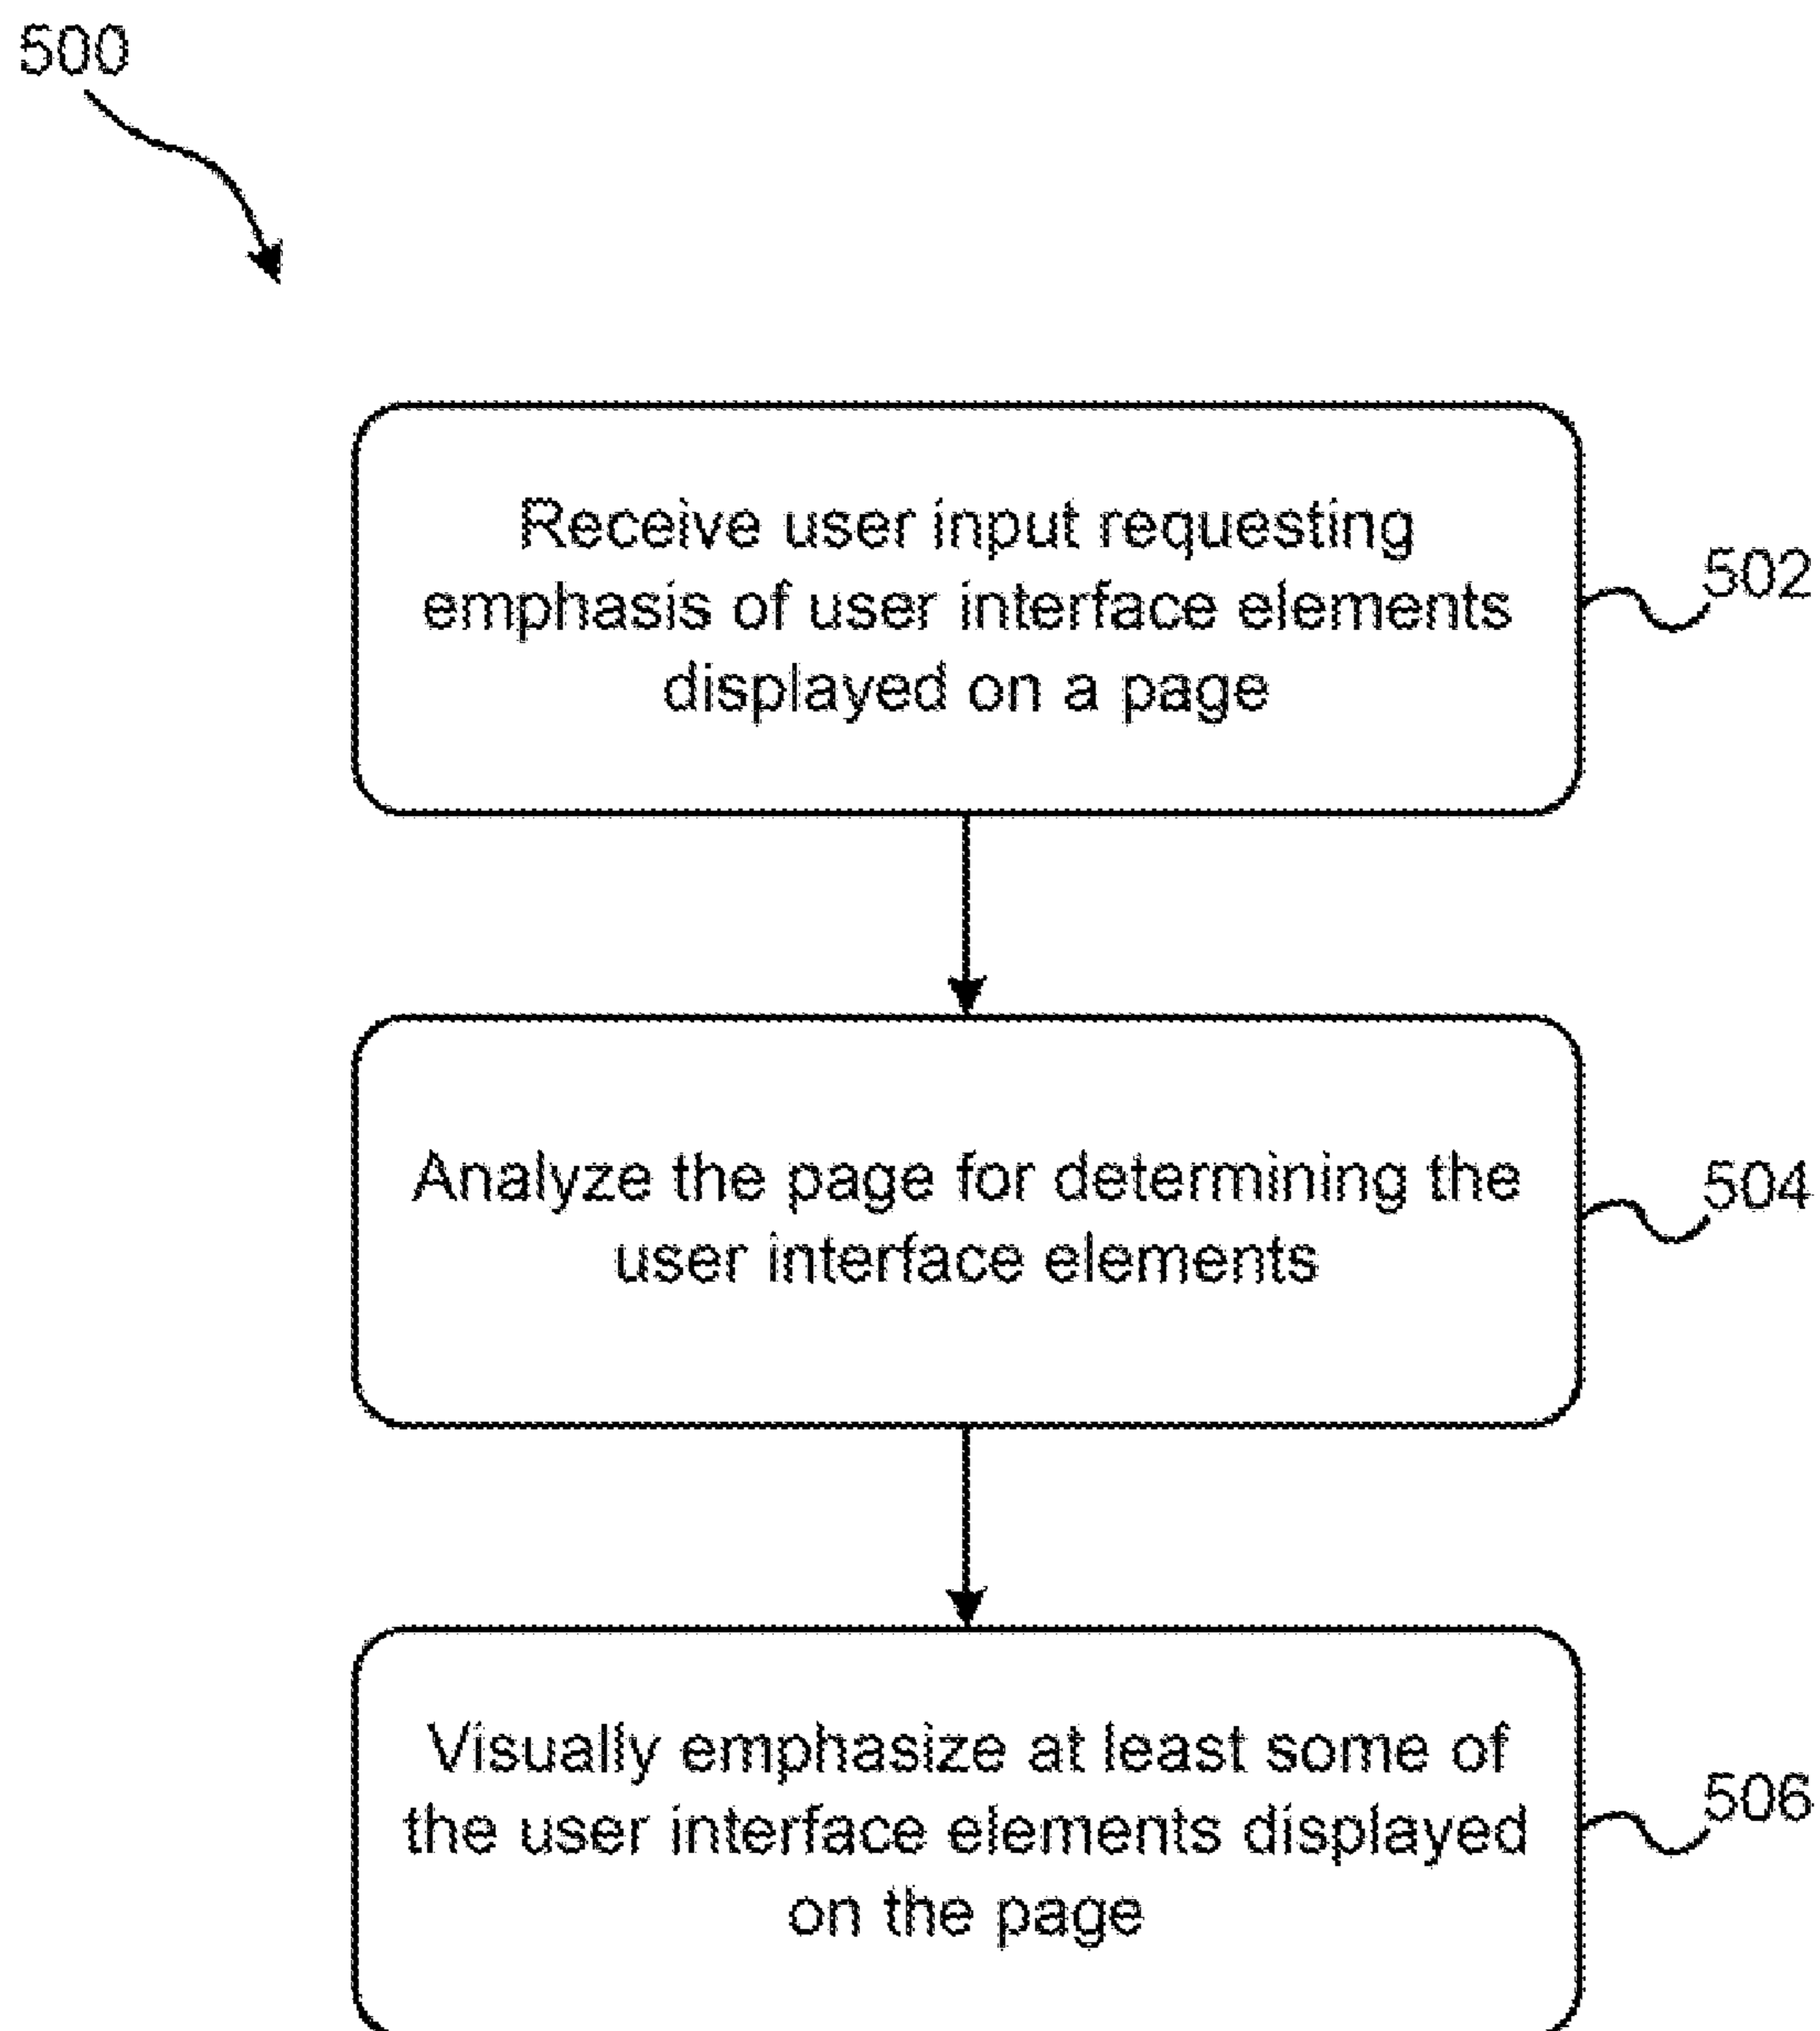 500
Receive user input requesting
emphasis of user interface elements
displayed on a page
502
Analyze the page for determining the
user interface elements
504
Visually emphasize at least some of
the user interface elements displayed
on the page
506